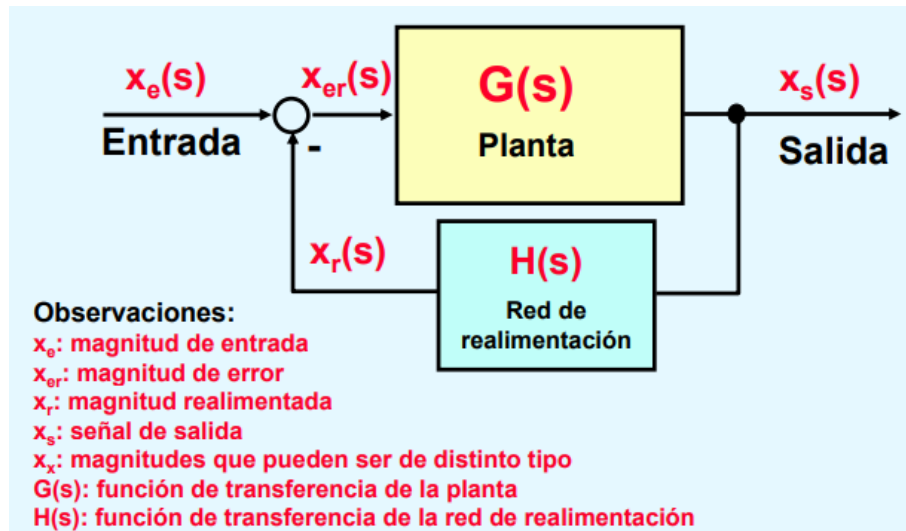 xₑ(s)
xₑᵣ(s)
G(s)
xₛ(s)
Entrada
-
Planta
Salida
xᵣ(s)
H(s)
Red de
realimentación
Observaciones:
xₑ: magnitud de entrada
xₑᵣ: magnitud de error
xᵣ: magnitud realimentada
xₛ: señal de salida
xₓ: magnitudes que pueden ser de distinto tipo
G(s): función de transferencia de la planta
H(s): función de transferencia de la red de realimentación